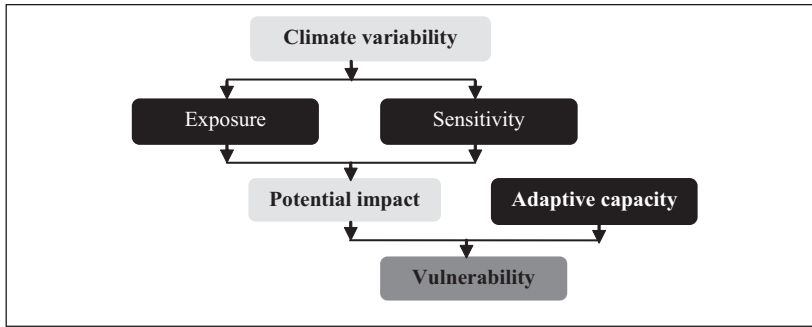 Climate variability
Exposure
Sensitivity
Potential impact
Adaptive capacity
Vulnerability